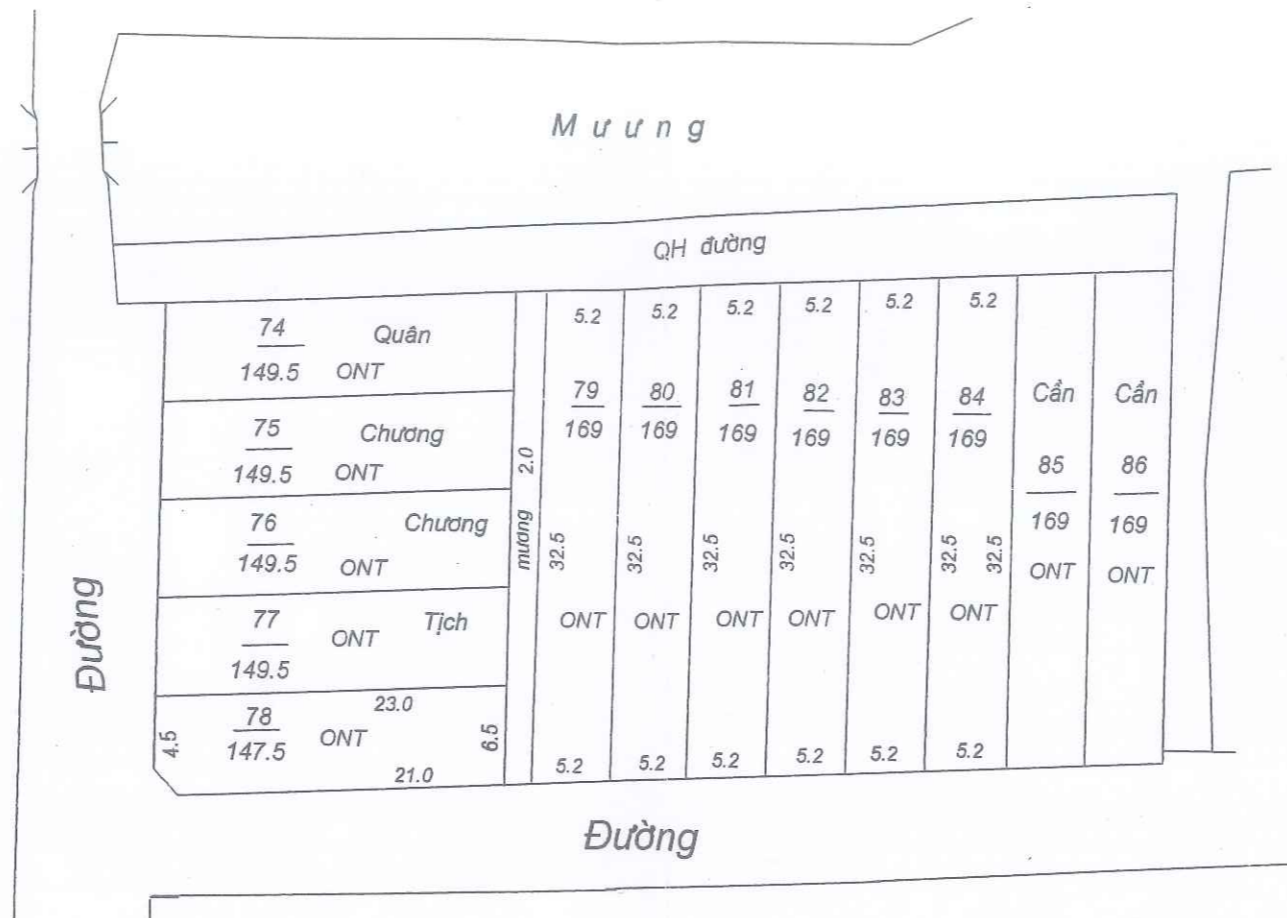 M ư ư n g
QH đường
74 Quân
149.5 ONT
75 Chương
149.5 ONT
76 Chương
149.5 ONT
77 ONT Tịch
149.5
23.0
78 ONT
147.5
4.5
6.5
21.0
mương 2.0
5.2 5.2 5.2 5.2 5.2 5.2
79 80 81 82 83 84
169 169 169 169 169 169
Cẩn Cẩn
85 86
169 169
ONT ONT
32.5 32.5 32.5 32.5 32.5 32.5 32.5
ONT ONT ONT ONT ONT ONT
5.2 5.2 5.2 5.2 5.2 5.2
Đường
Đường